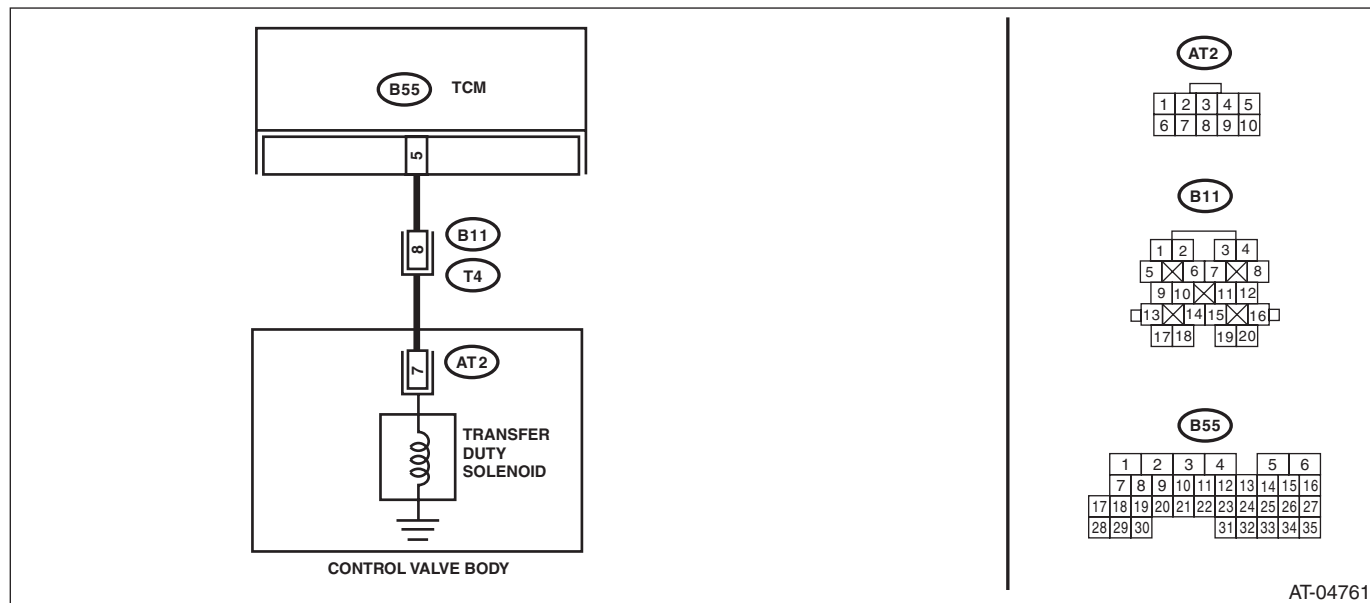 B55 TCM
5
8
B11
T4
7
AT2
TRANSFER
DUTY
SOLENOID
CONTROL VALVE BODY
AT2
1 2 3 4 5
6 7 8 9 10
B11
1 2 3 4
5 6 7 8
9 10 11 12
13 14 15 16
17 18 19 20
B55
1 2 3 4 5 6
7 8 9 10 11 12 13 14 15 16
17 18 19 20 21 22 23 24 25 26 27
28 29 30 31 32 33 34 35
AT-04761